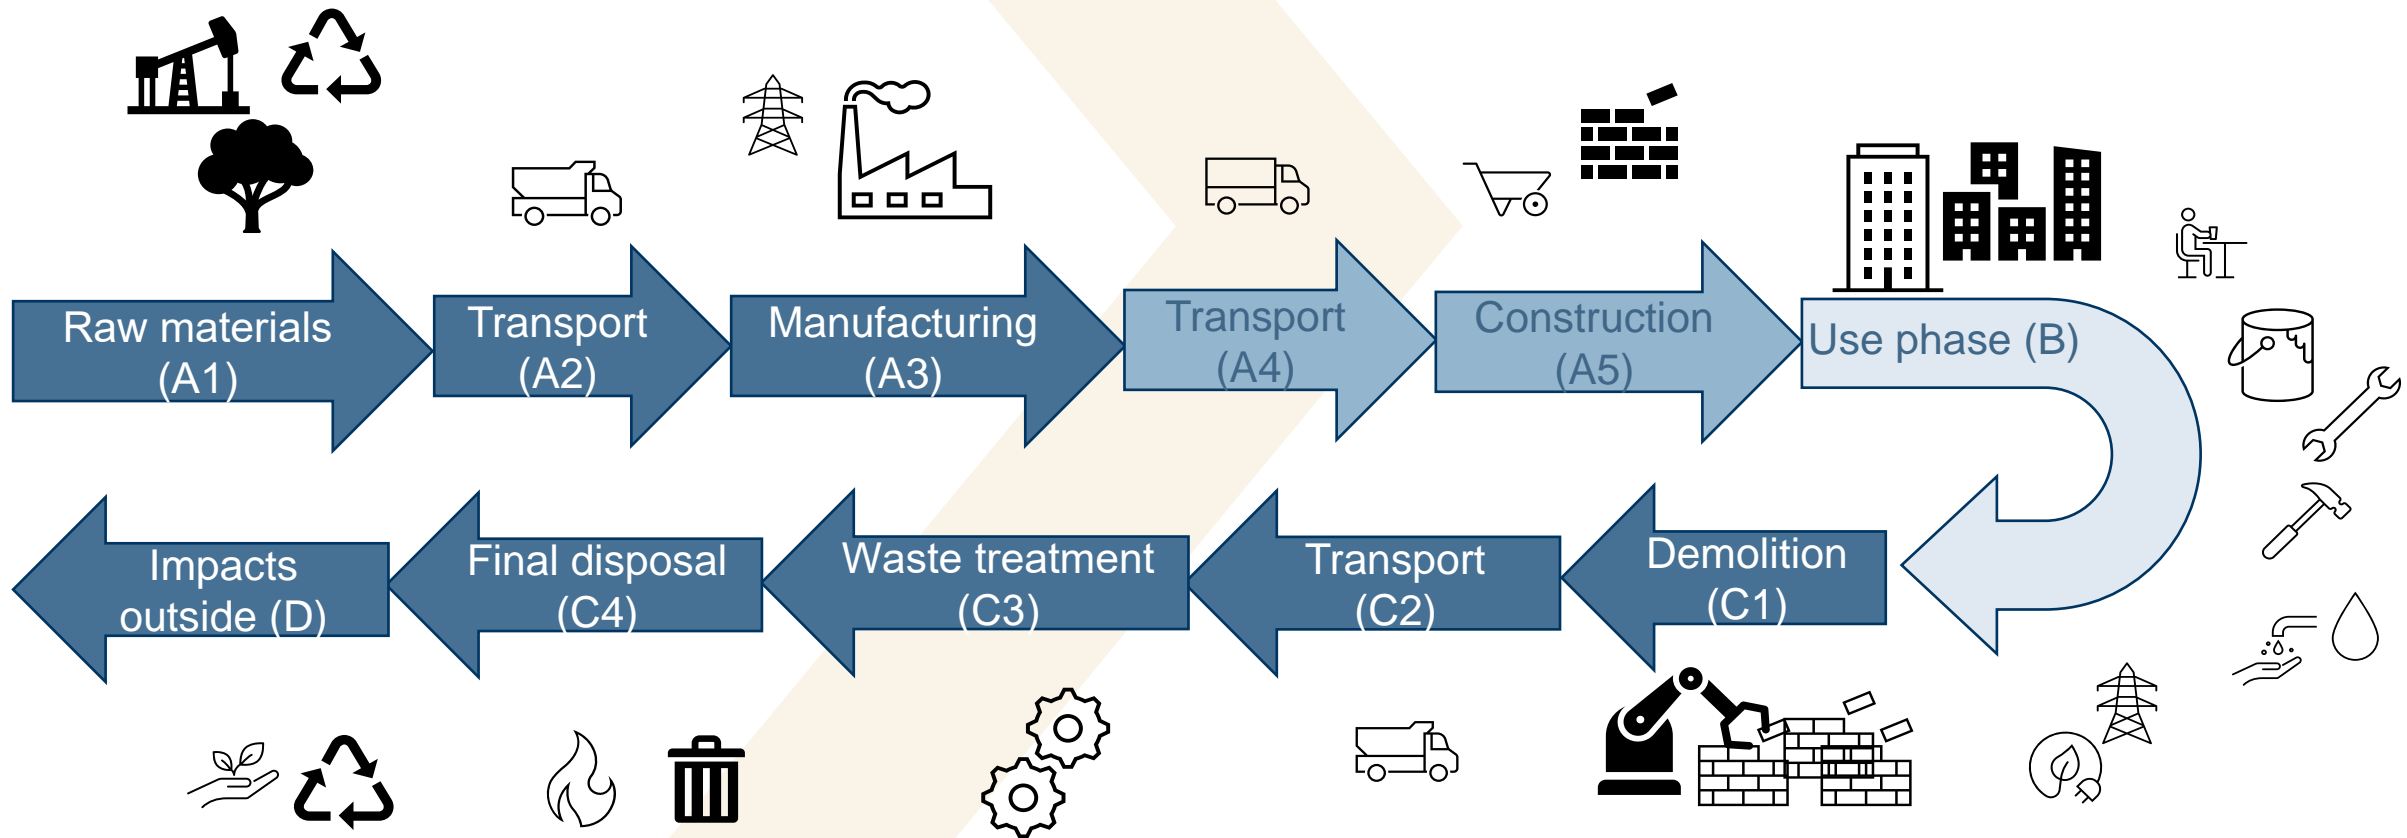 Raw materials
(A1)
Transport
(A2)
Manufacturing
(A3)
Transport
(A4)
Construction
(A5)
Use phase (B)
Demolition
(C1)
Transport
(C2)
Waste treatment
(C3)
Final disposal
(C4)
Impacts
outside (D)